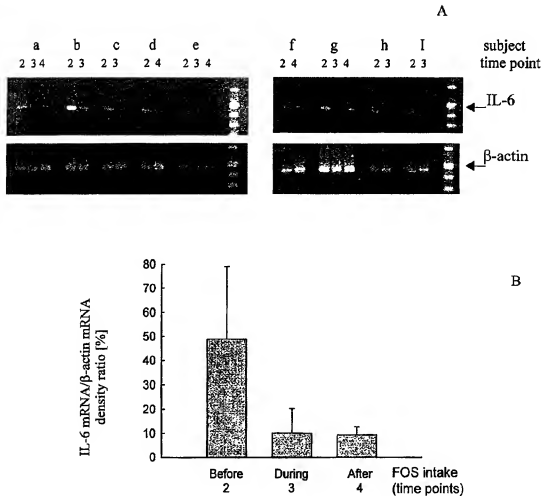 A
a b c d e f g h I subject
2 3 4 2 3 2 3 2 4 2 3 4 2 4 2 3 4 2 3 2 3 time point
IL-6
β-actin
B
IL-6 mRNA/β-actin mRNA
density ratio [%]
80
70
60
50
40
30
20
10
0
Before During After FOS intake
2 3 4 (time points)